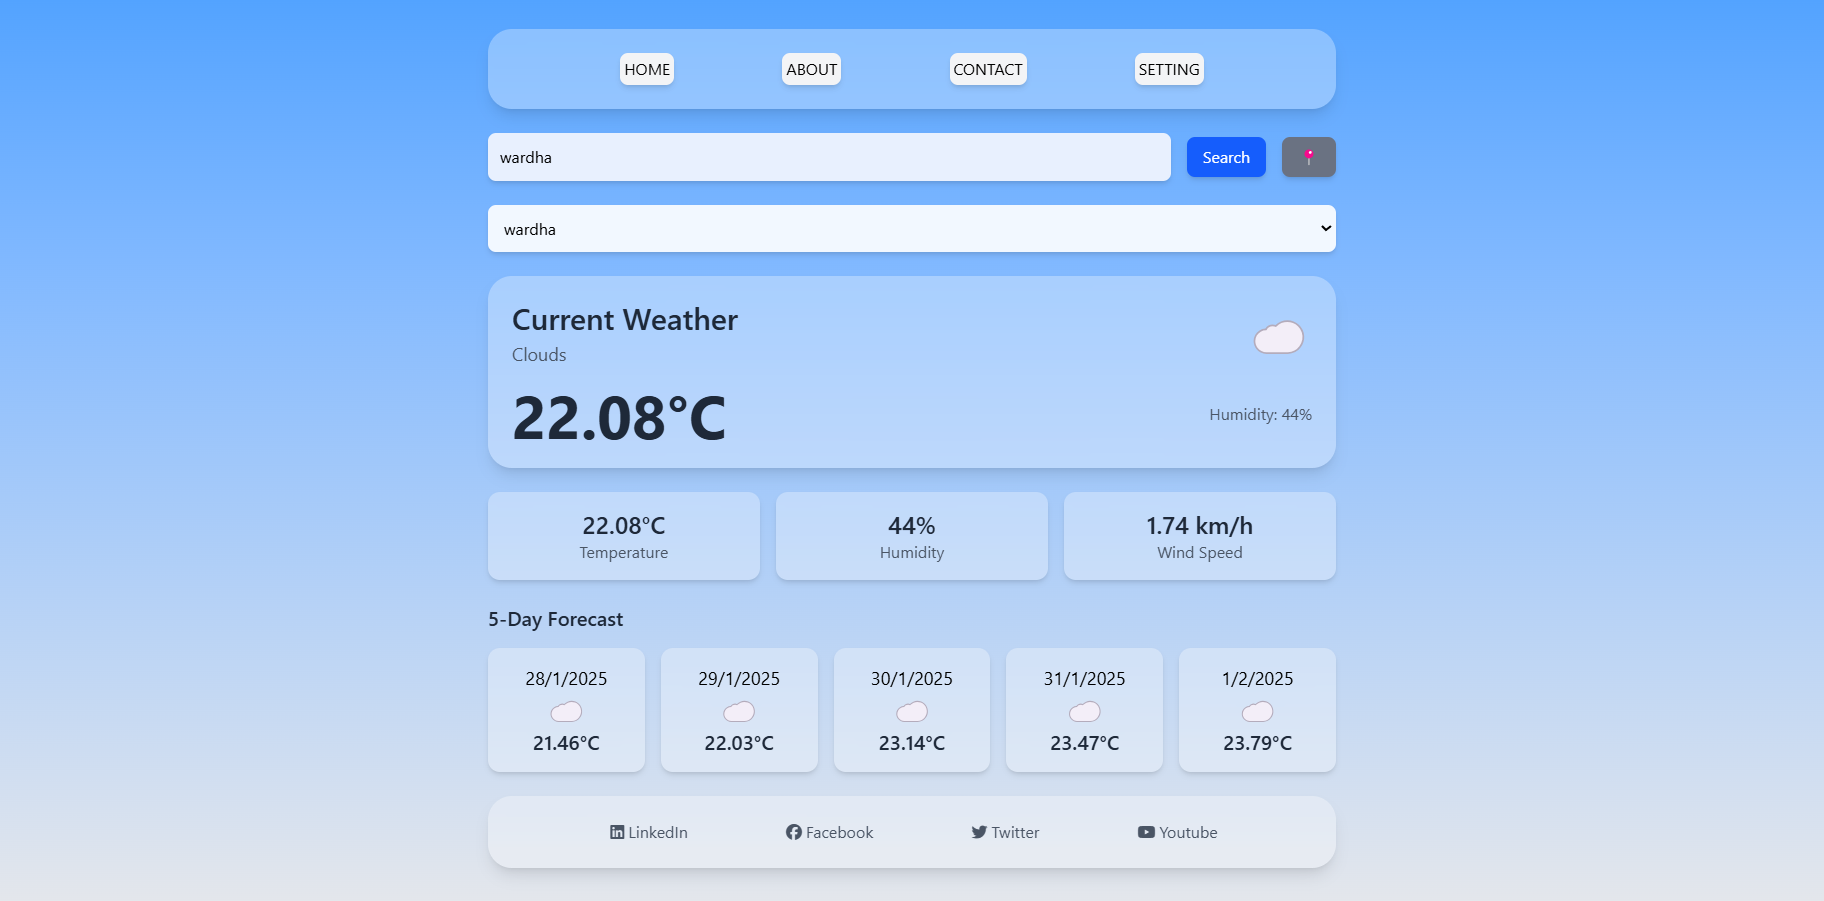 HOME ABOUT CONTACT SETTING
wardha Search
wardha
Current Weather
Clouds
22.08°C Humidity: 44%
22.08°C 44% 1.74 km/h
Temperature Humidity Wind Speed
5-Day Forecast
28/1/2025 29/1/2025 30/1/2025 31/1/2025 1/2/2025
21.46°C 22.03°C 23.14°C 23.47°C 23.79°C
LinkedIn Facebook Twitter Youtube